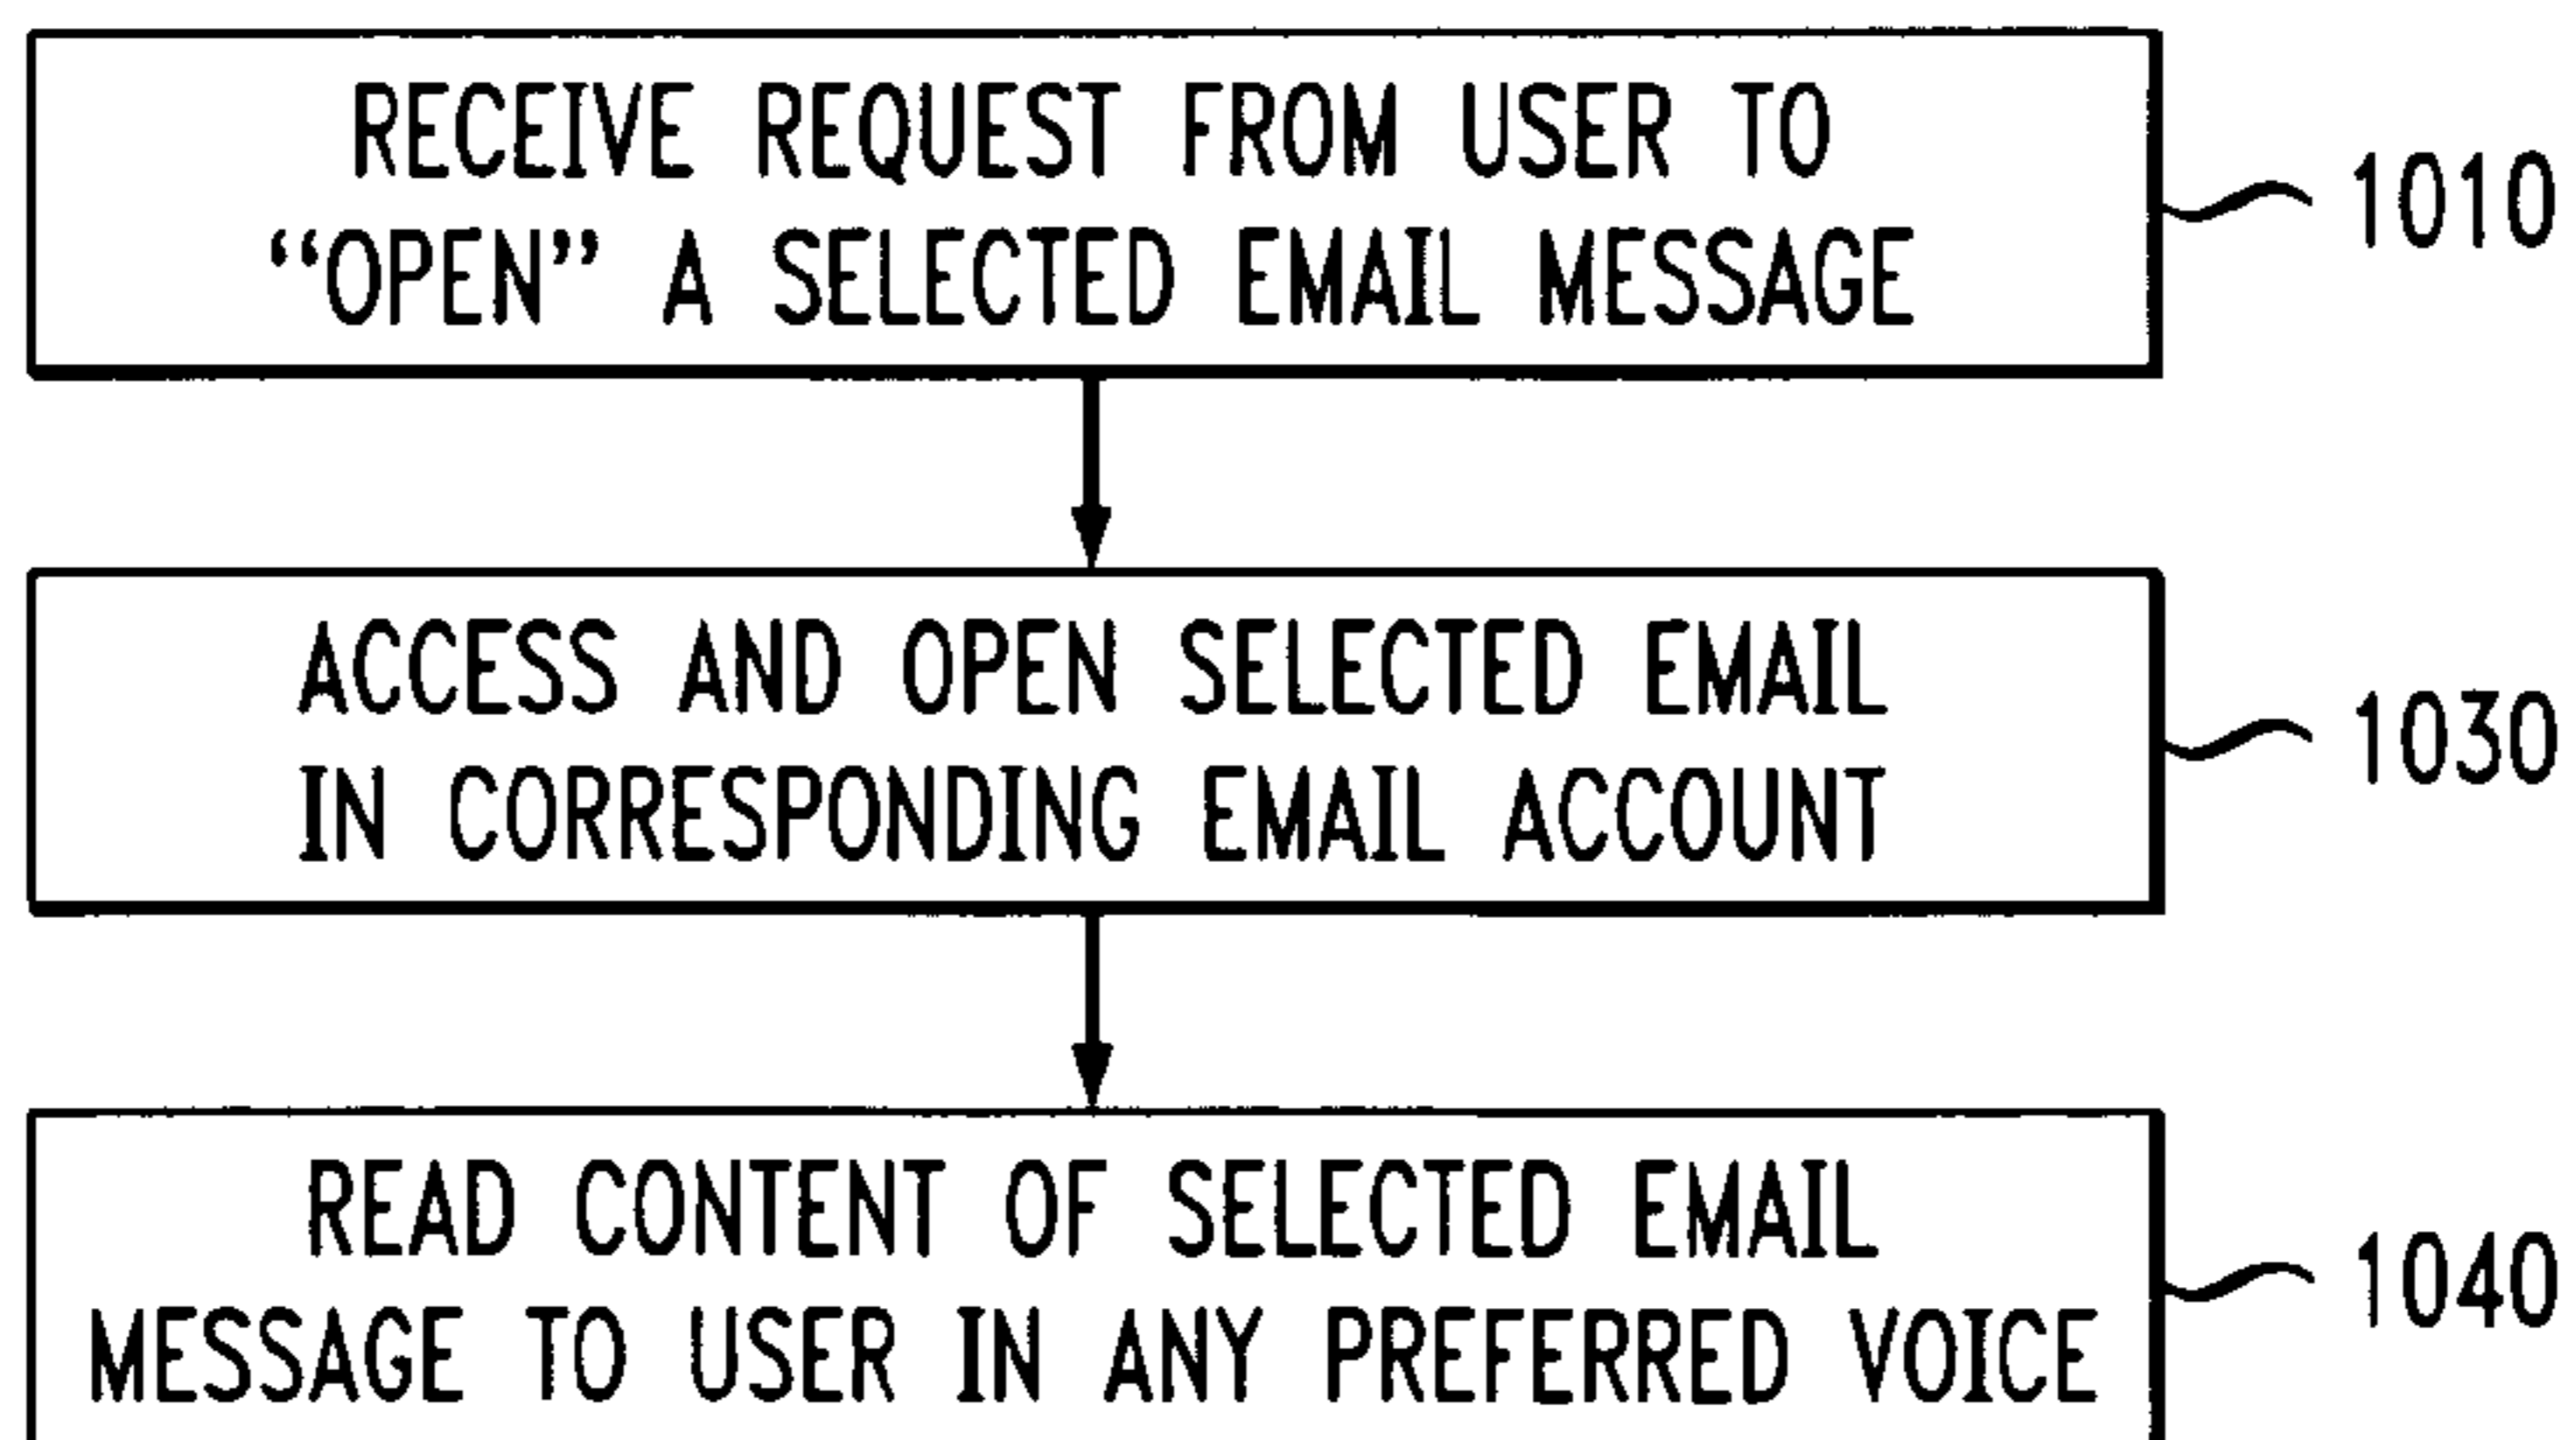 RECEIVE REQUEST FROM USER TO
“OPEN” A SELECTED EMAIL MESSAGE
1010
ACCESS AND OPEN SELECTED EMAIL
IN CORRESPONDING EMAIL ACCOUNT
1030
READ CONTENT OF SELECTED EMAIL
MESSAGE TO USER IN ANY PREFERRED VOICE
1040